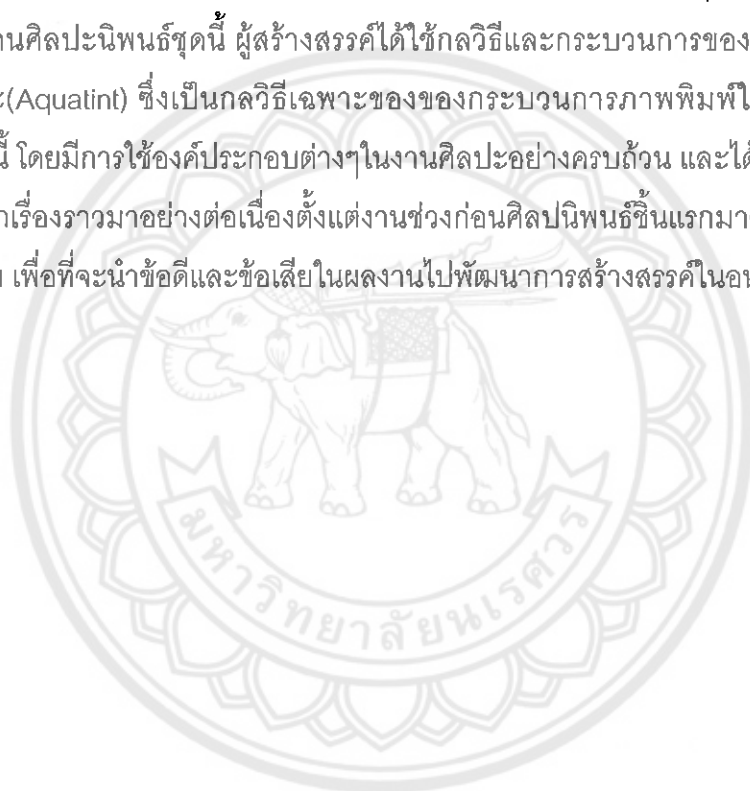 านศิลปะนิพนธ์ชุดนี้ ผู้สร้างสรรค์ได้ใช้กลวิธีและกระบวนการของ
ะ(Aquatint) ซึ่งเป็นกลวิธีเฉพาะของของกระบวนการภาพพิมพ์ใ
นี้ โดยมีการใช้องค์ประกอบต่างๆในงานศิลปะอย่างครบถ้วน และได้
กเรื่องราวมาอย่างต่อเนื่องตั้งแต่งานช่วงก่อนศิลปนิพนธ์ชิ้นแรกมา
เพื่อที่จะนำข้อดีและข้อเสียในผลงานไปพัฒนาการสร้างสรรค์ในอน
มหาวิทยาลัยนเรศวร